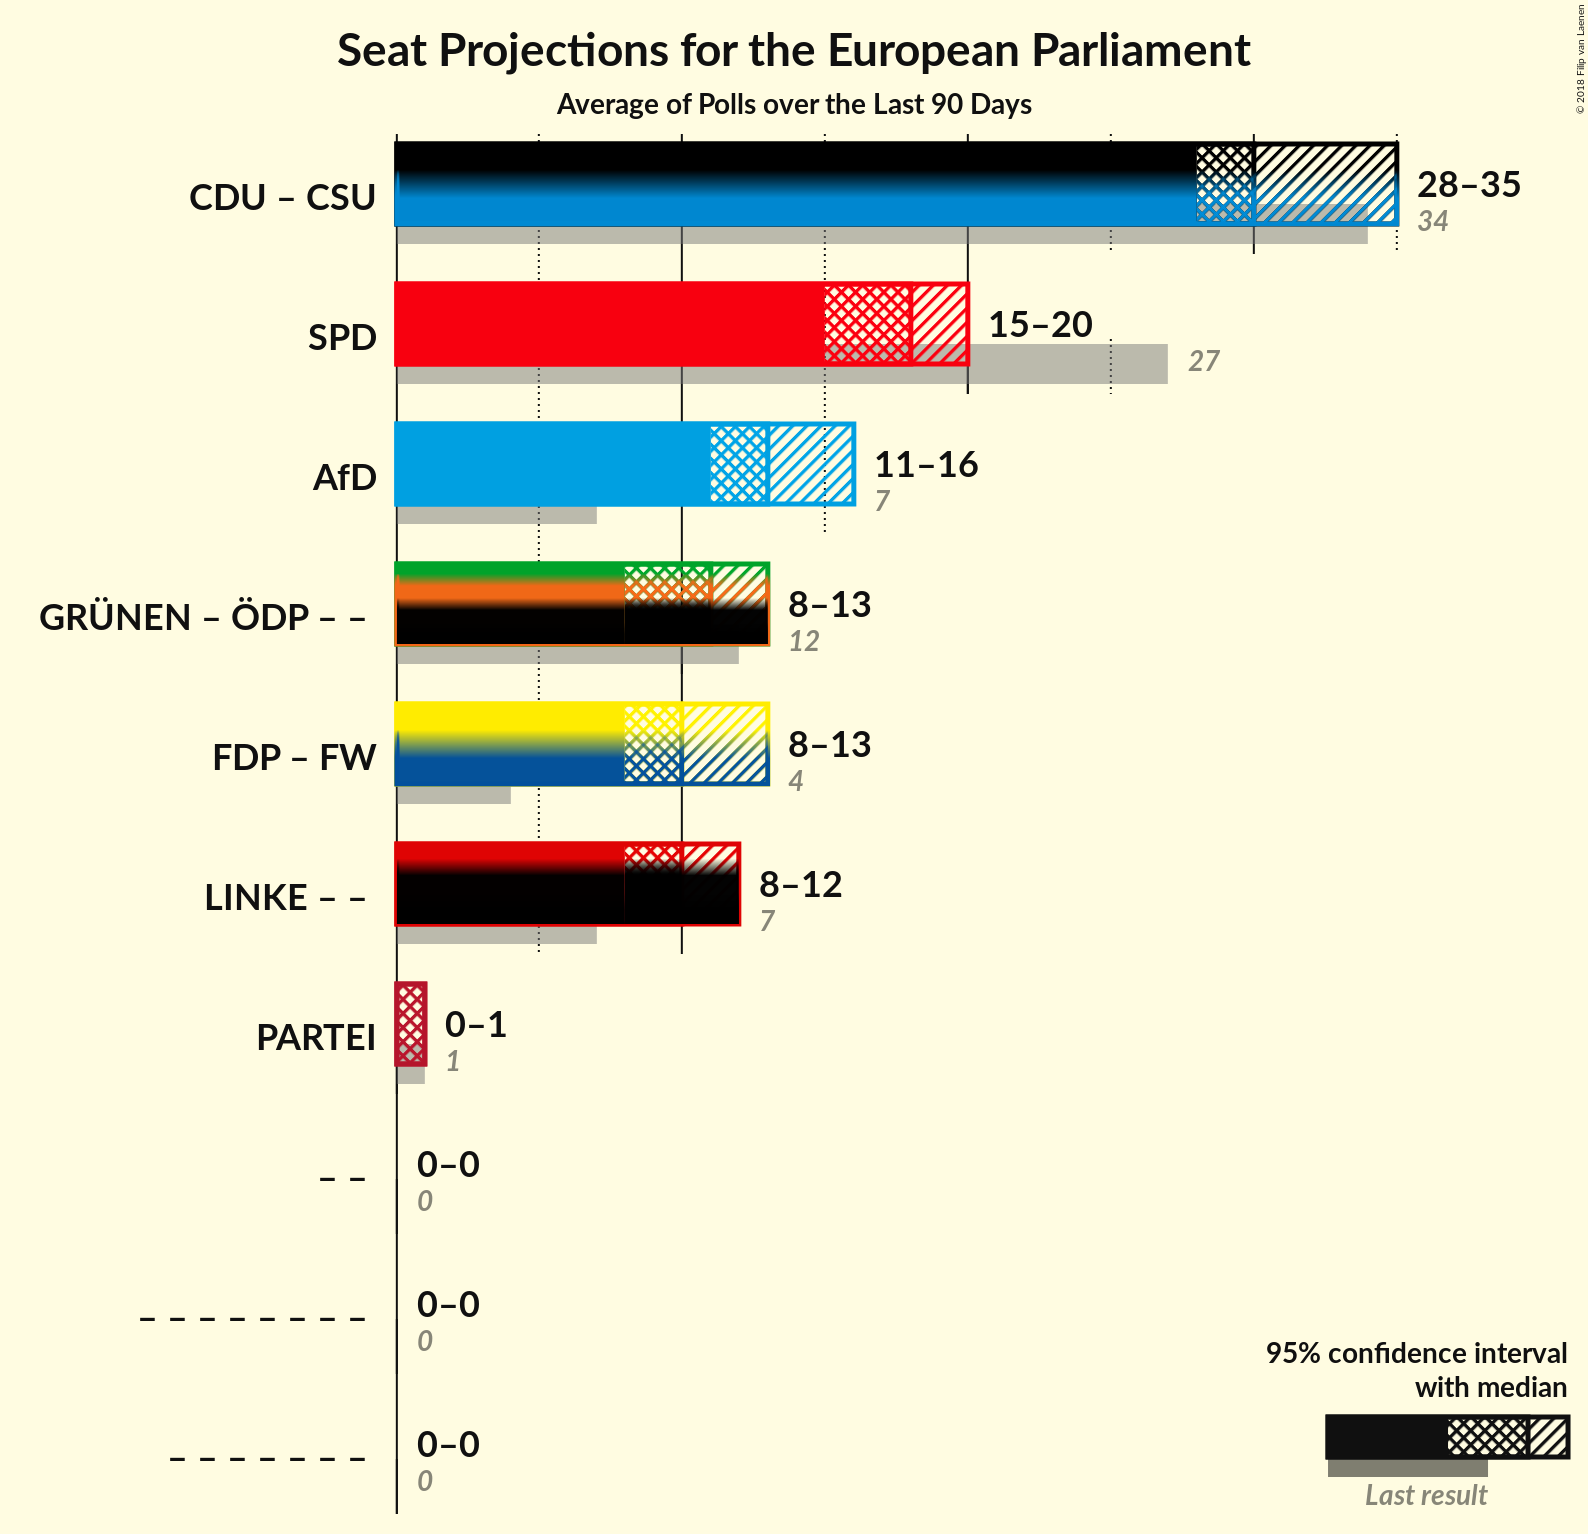 Seat Projections for the European Parliament
Average of Polls over the Last 90 Days
© 2018 Filip van Laenen
CDU – CSU
28–35
34
SPD
15–20
27
AfD
11–16
7
GRÜNEN – ÖDP – –
8–13
12
FDP – FW
8–13
4
LINKE – –
8–12
7
PARTEI
0–1
1
– –
0–0
0
– – – – – – – –
0–0
0
– – – – – – –
0–0
0
95% confidence interval
with median
Last result